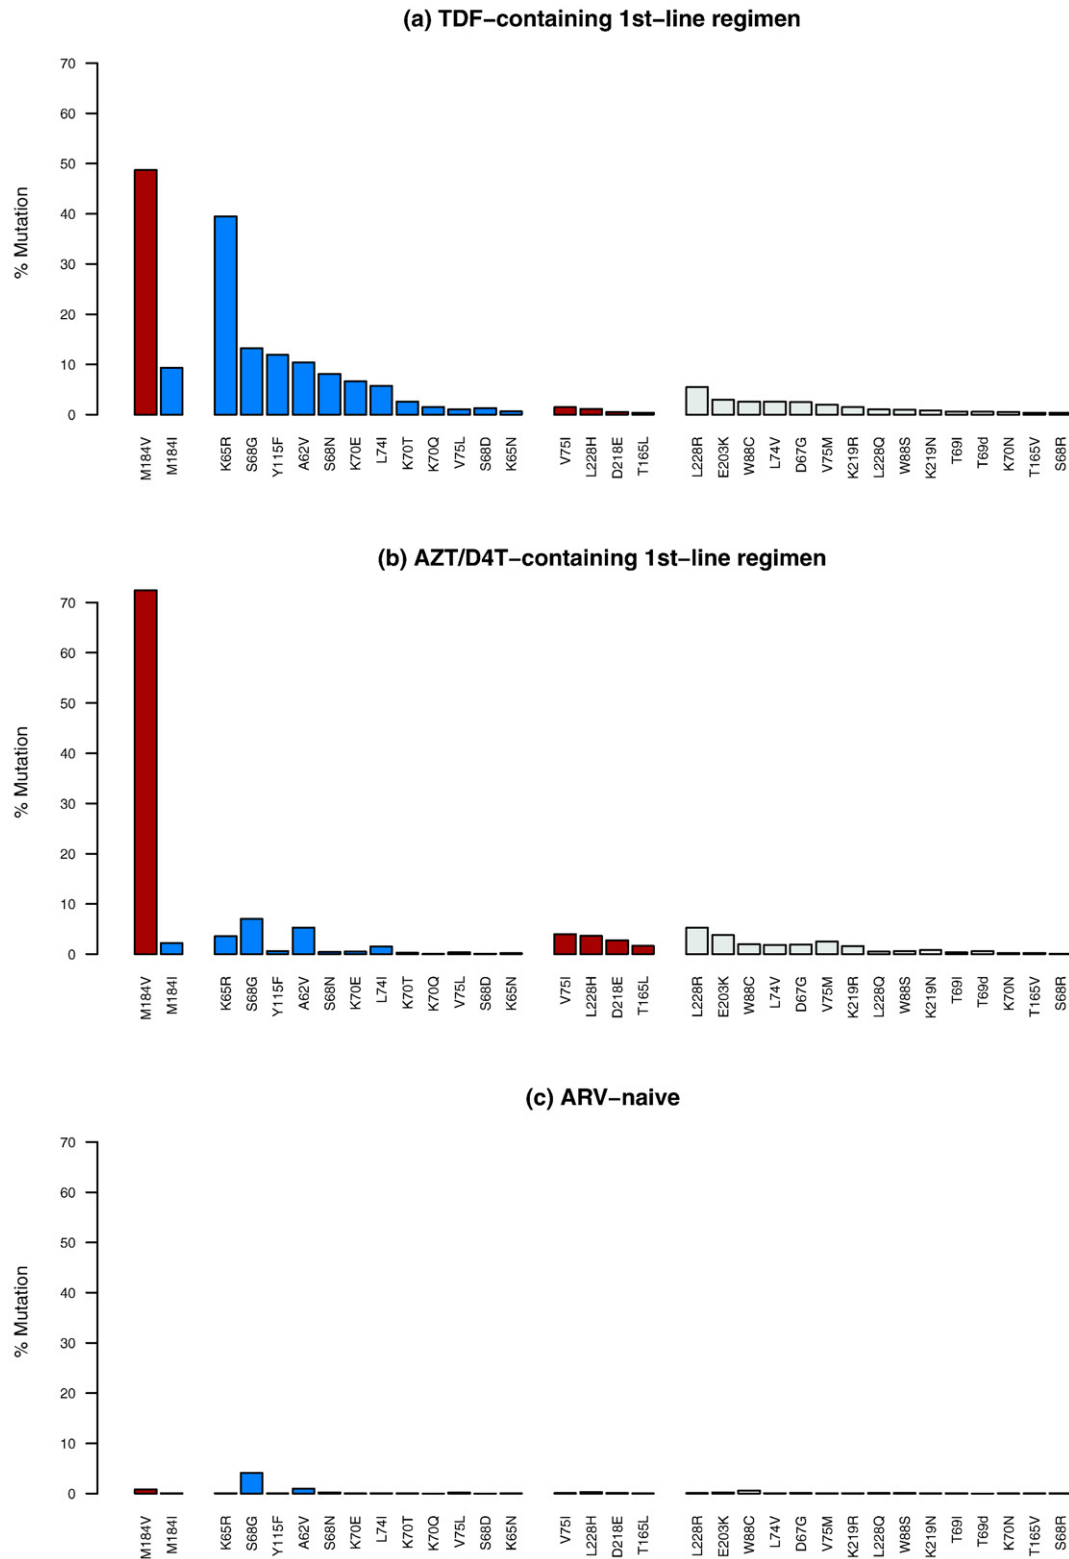 (a) TDF−containing 1st−line regimen
% Mutation
70
60
50
40
30
20
10
0
M184V M184I K65R S68G Y115F A62V S68N K70E L74I K70T K70Q V75L S68D K65N V75I L228H D218E T165L L228R E203K W88C L74V D67G V75M K219R L228Q W88S K219N T69I T69d K70N T165V S68R
(b) AZT/D4T−containing 1st−line regimen
% Mutation
70
60
50
40
30
20
10
0
M184V M184I K65R S68G Y115F A62V S68N K70E L74I K70T K70Q V75L S68D K65N V75I L228H D218E T165L L228R E203K W88C L74V D67G V75M K219R L228Q W88S K219N T69I T69d K70N T165V S68R
(c) ARV−naive
% Mutation
70
60
50
40
30
20
10
0
M184V M184I K65R S68G Y115F A62V S68N K70E L74I K70T K70Q V75L S68D K65N V75I L228H D218E T165L L228R E203K W88C L74V D67G V75M K219R L228Q W88S K219N T69I T69d K70N T165V S68R